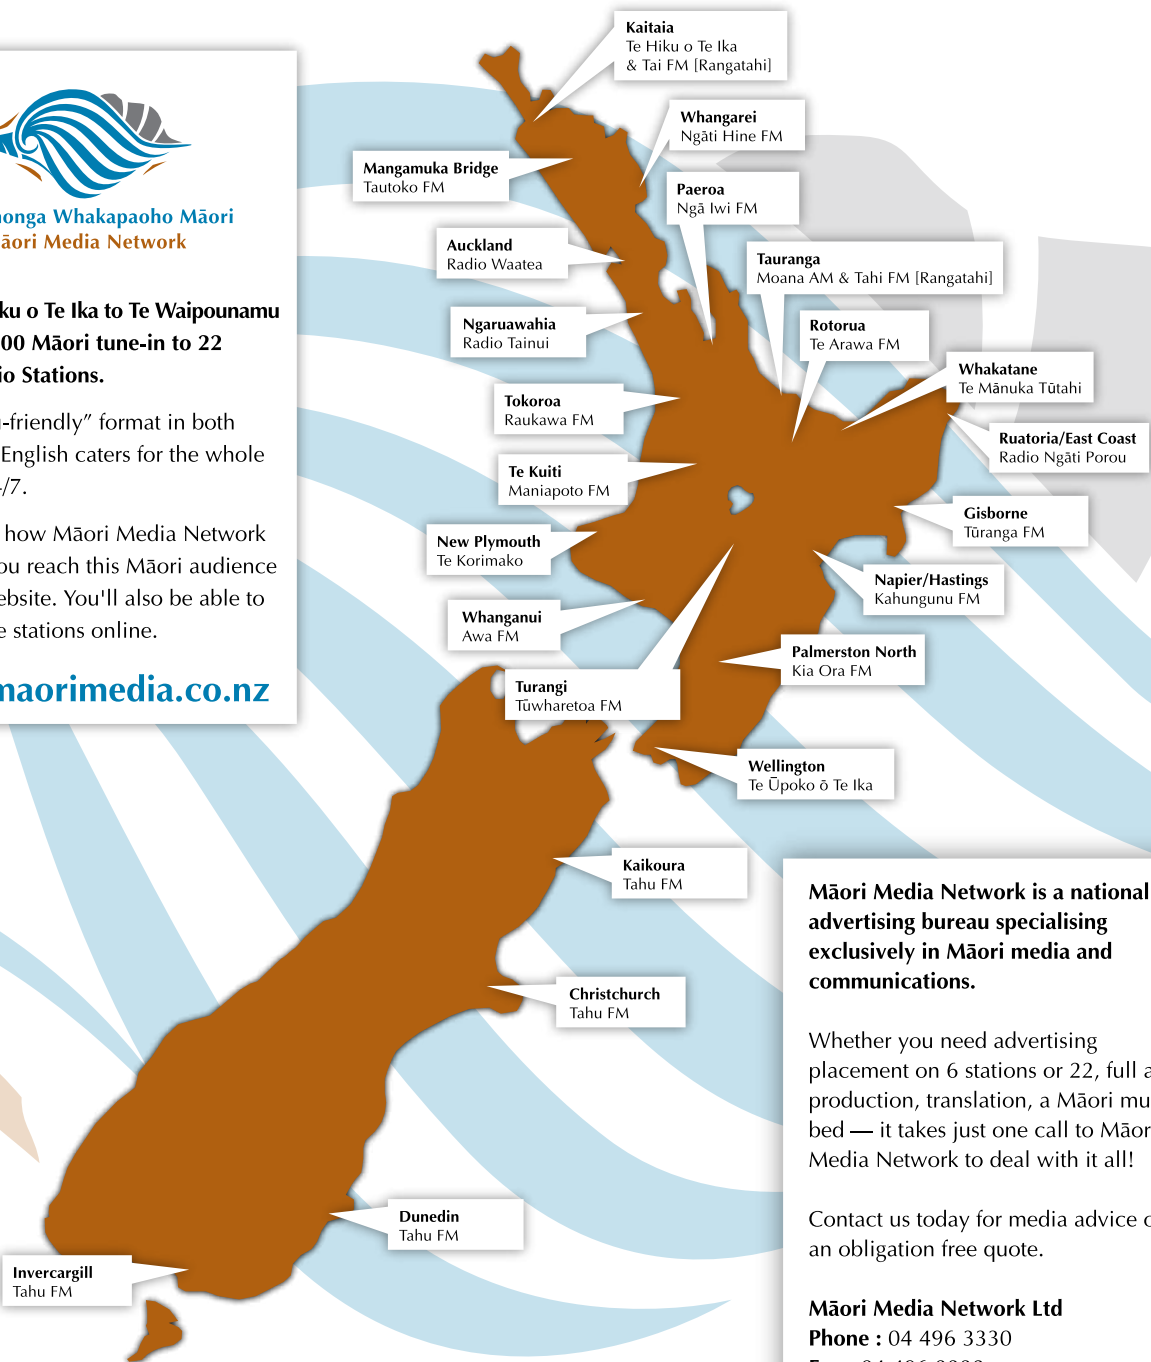 Kaitaia
Te Hiku o Te Ika
& Tai FM [Rangatahi]
Whangarei
Ngāti Hine FM
Mangamuka Bridge
Tautoko FM
Paeroa
Ngā Iwi FM
Auckland
Radio Waatea
Tauranga
Moana AM & Tahi FM [Rangatahi]
Ngaruawahia
Radio Tainui
Rotorua
Te Arawa FM
Whakatane
Te Mānuka Tūtahi
Tokoroa
Raukawa FM
Ruatoria/East Coast
Radio Ngāti Porou
Te Kuiti
Maniapoto FM
Gisborne
Tūranga FM
New Plymouth
Te Korimako
Napier/Hastings
Kahungunu FM
Whanganui
Awa FM
Palmerston North
Kia Ora FM
Turangi
Tūwharetoa FM
Wellington
Te Ūpoko ō Te Ika
Kaikoura
Tahu FM
Christchurch
Tahu FM
Dunedin
Tahu FM
Invercargill
Tahu FM
Whakapaoho Māori
Media Network
o Te Ika to Te Waipounamu
00 Māori tune-in to 22
Stations.
-friendly” format in both
English caters for the whole
/7.
how Māori Media Network
reach this Māori audience
You'll also be able to
stations online.
maorimedia.co.nz
Māori Media Network is a national
advertising bureau specialising
exclusively in Māori media and
communications.
Whether you need advertising
placement on 6 stations or 22, full
production, translation, a Māori
bed — it takes just one call to
Media Network to deal with it all!
Contact us today for media advice
an obligation free quote.
Māori Media Network Ltd
Phone : 04 496 3330